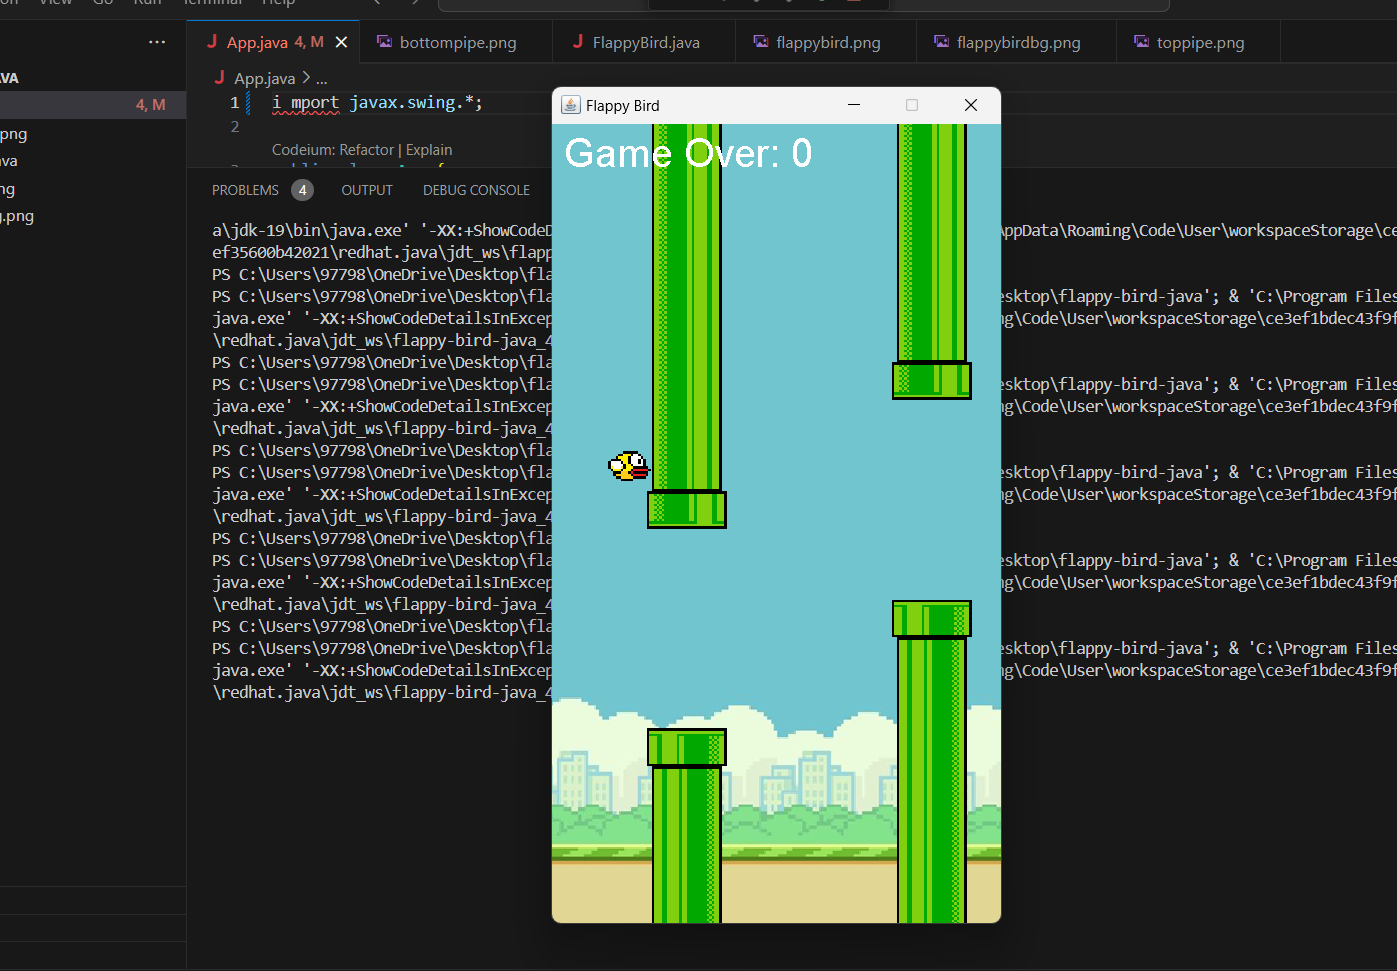 View Go Run Terminal Help
App.java 4, M bottompipe.png FlappyBird.java flappybird.png flappybirdbg.png toppipe.png
App.java > ...
4, M
png
va
ng
.png
1 i mport javax.swing.*;
2
Codeium: Refactor | Explain
PROBLEMS 4 OUTPUT DEBUG CONSOLE
a\jdk-19\bin\java.exe' '-XX:+ShowCodeD
\AppData\Roaming\Code\User\workspaceStorage\ce
ef35600b42021\redhat.java\jdt_ws\flapp
PS C:\Users\97798\OneDrive\Desktop\fla
PS C:\Users\97798\OneDrive\Desktop\fla
esktop\flappy-bird-java'; & 'C:\Program Files
java.exe' '-XX:+ShowCodeDetailsInExcep
ng\Code\User\workspaceStorage\ce3ef1bdec43f9f
\redhat.java\jdt_ws\flappy-bird-java_4
PS C:\Users\97798\OneDrive\Desktop\fla
PS C:\Users\97798\OneDrive\Desktop\fla
esktop\flappy-bird-java'; & 'C:\Program Files
java.exe' '-XX:+ShowCodeDetailsInExcep
ng\Code\User\workspaceStorage\ce3ef1bdec43f9f
\redhat.java\jdt_ws\flappy-bird-java_4
PS C:\Users\97798\OneDrive\Desktop\fla
PS C:\Users\97798\OneDrive\Desktop\fla
esktop\flappy-bird-java'; & 'C:\Program Files
java.exe' '-XX:+ShowCodeDetailsInExcep
ng\Code\User\workspaceStorage\ce3ef1bdec43f9f
\redhat.java\jdt_ws\flappy-bird-java_4
PS C:\Users\97798\OneDrive\Desktop\fla
PS C:\Users\97798\OneDrive\Desktop\fla
esktop\flappy-bird-java'; & 'C:\Program Files
java.exe' '-XX:+ShowCodeDetailsInExcep
ng\Code\User\workspaceStorage\ce3ef1bdec43f9f
\redhat.java\jdt_ws\flappy-bird-java_4
PS C:\Users\97798\OneDrive\Desktop\fla
PS C:\Users\97798\OneDrive\Desktop\fla
esktop\flappy-bird-java'; & 'C:\Program Files
java.exe' '-XX:+ShowCodeDetailsInExcep
ng\Code\User\workspaceStorage\ce3ef1bdec43f9f
\redhat.java\jdt_ws\flappy-bird-java_4
Flappy Bird
Game Over: 0